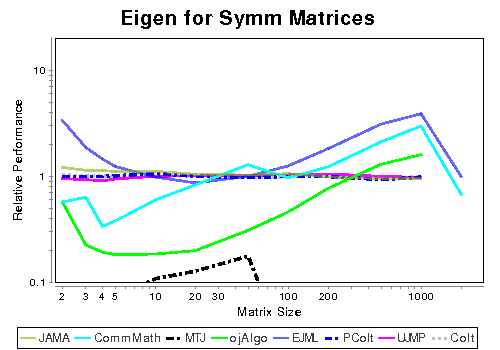 Eigen for Symm Matrices
Relative Performance
10
1
0.1
2 3 4 5 10 20 30 100 200 1000
Matrix Size
JAMA CommMath MTJ ojAlgo EJML PColt UJMP Colt